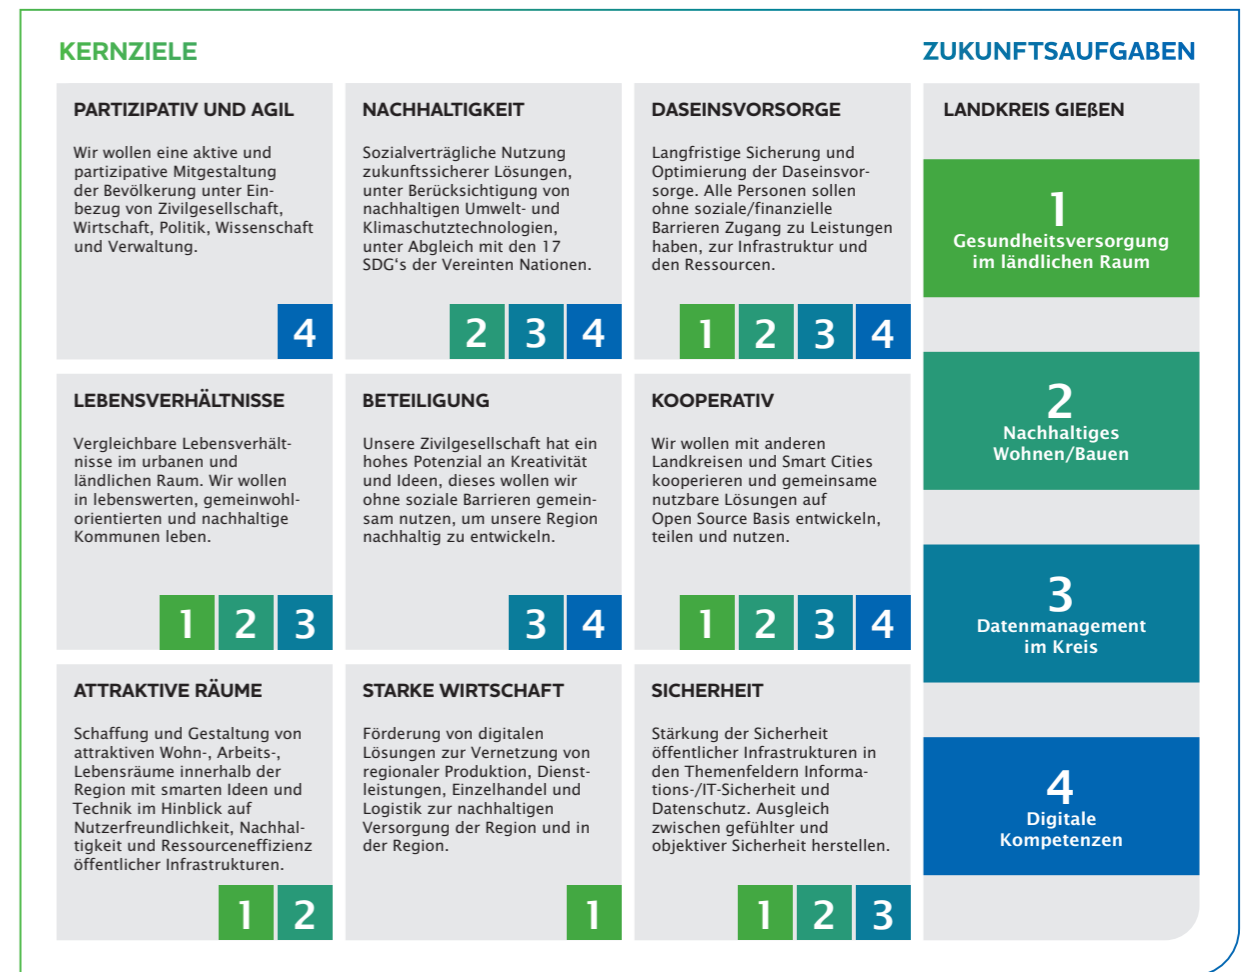 KERNZIELE
ZUKUNFTSAUFGABEN
PARTIZIPATIV UND AGIL
Wir wollen eine aktive und
partizipative Mitgestaltung
der Bevölkerung unter Ein-
bezug von Zivilgesellschaft,
Wirtschaft, Politik, Wissenschaft
und Verwaltung.
4
NACHHALTIGKEIT
Sozialverträgliche Nutzung
zukunftssicherer Lösungen,
unter Berücksichtigung von
nachhaltigen Umwelt- und
Klimaschutztechnologien,
unter Abgleich mit den 17
SDG‘s der Vereinten Nationen.
2 3 4
DASEINSVORSORGE
Langfristige Sicherung und
Optimierung der Daseinsvor-
sorge. Alle Personen sollen
ohne soziale/finanzielle
Barrieren Zugang zu Leistungen
haben, zur Infrastruktur und
den Ressourcen.
1 2 3 4
LEBENSVERHÄLTNISSE
Vergleichbare Lebensverhält-
nisse im urbanen und
ländlichen Raum. Wir wollen
in lebenswerten, gemeinwohl-
orientierten und nachhaltige
Kommunen leben.
1 2 3
BETEILIGUNG
Unsere Zivilgesellschaft hat ein
hohes Potenzial an Kreativität
und Ideen, dieses wollen wir
ohne soziale Barrieren gemein-
sam nutzen, um unsere Region
nachhaltig zu entwickeln.
3 4
KOOPERATIV
Wir wollen mit anderen
Landkreisen und Smart Cities
kooperieren und gemeinsame
nutzbare Lösungen auf
Open Source Basis entwickeln,
teilen und nutzen.
1 2 3 4
ATTRAKTIVE RÄUME
Schaffung und Gestaltung von
attraktiven Wohn-, Arbeits-,
Lebensräume innerhalb der
Region mit smarten Ideen und
Technik im Hinblick auf
Nutzerfreundlichkeit, Nachhal-
tigkeit und Ressourceneffizienz
öffentlicher Infrastrukturen.
1 2
STARKE WIRTSCHAFT
Förderung von digitalen
Lösungen zur Vernetzung von
regionaler Produktion, Dienst-
leistungen, Einzelhandel und
Logistik zur nachhaltigen
Versorgung der Region und in
der Region.
1
SICHERHEIT
Stärkung der Sicherheit
öffentlicher Infrastrukturen in
den Themenfeldern Informa-
tions-/IT-Sicherheit und
Datenschutz. Ausgleich
zwischen gefühlter und
objektiver Sicherheit herstellen.
1 2 3
LANDKREIS GIEßEN
1
Gesundheitsversorgung
im ländlichen Raum
2
Nachhaltiges
Wohnen/Bauen
3
Datenmanagement
im Kreis
4
Digitale
Kompetenzen